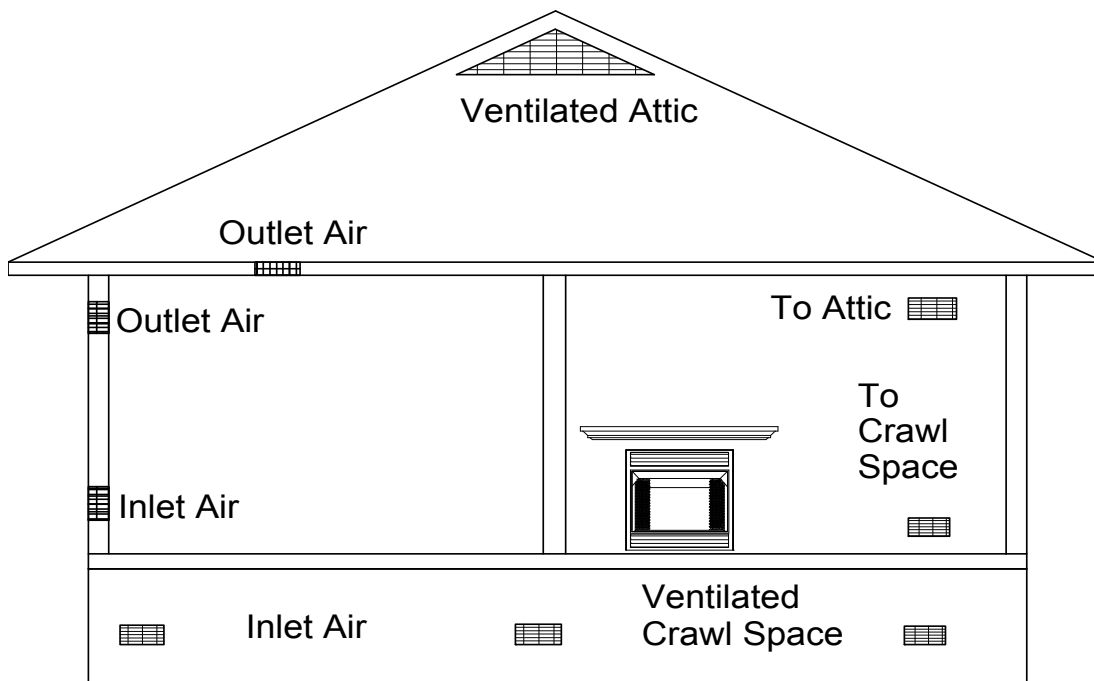 Ventilated Attic
Outlet Air
Outlet Air
To Attic
To
Crawl
Space
Inlet Air
Inlet Air
Ventilated
Crawl Space